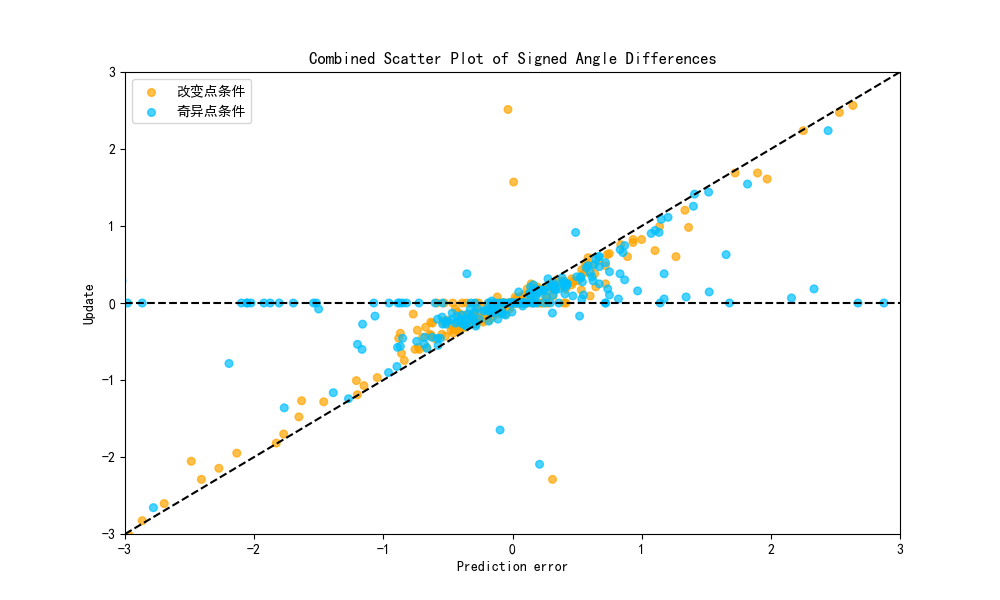 Combined Scatter Plot of Signed Angle Differences
改变点条件
奇异点条件
3
2
1
0
-1
-2
-3
Update
-3 -2 -1 0 1 2 3
Prediction error